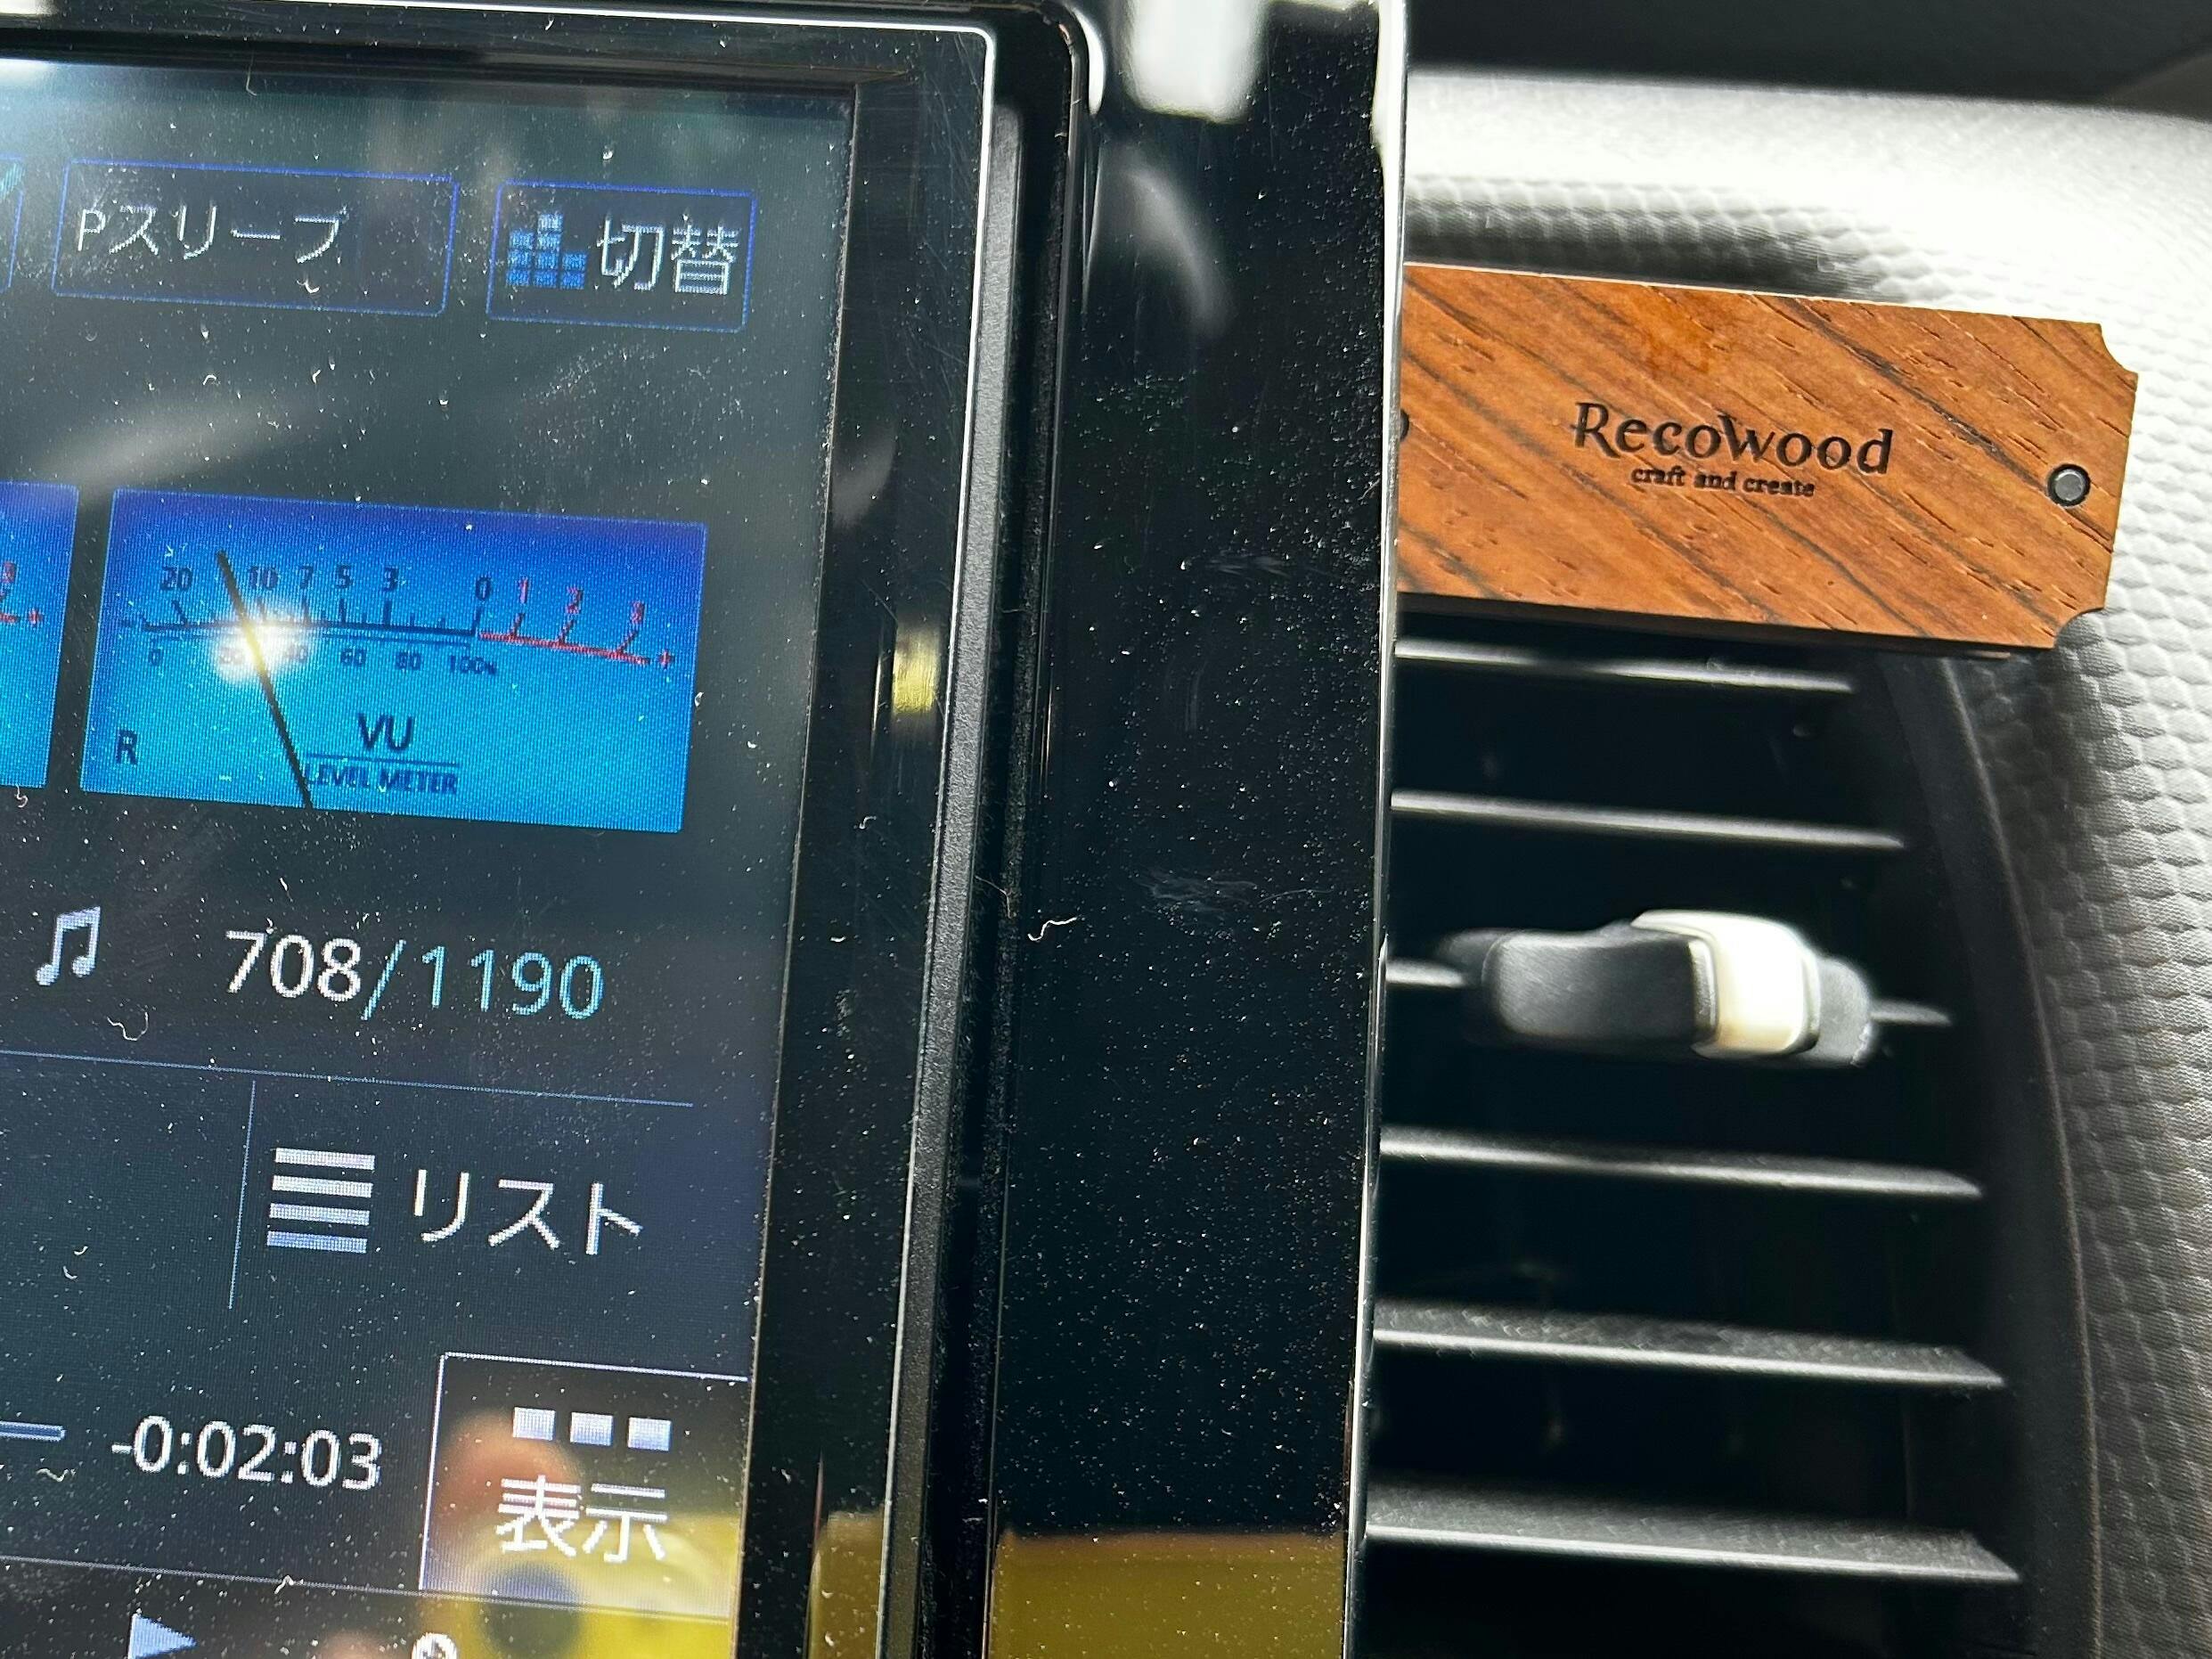 Pスリープ
切替
RecoWood
craft and create
20 10 7 5 3 0 1 2 3 +
0 60 80 100%
R
VU
LEVEL METER
708/1190
リスト
-0:02:03
表示